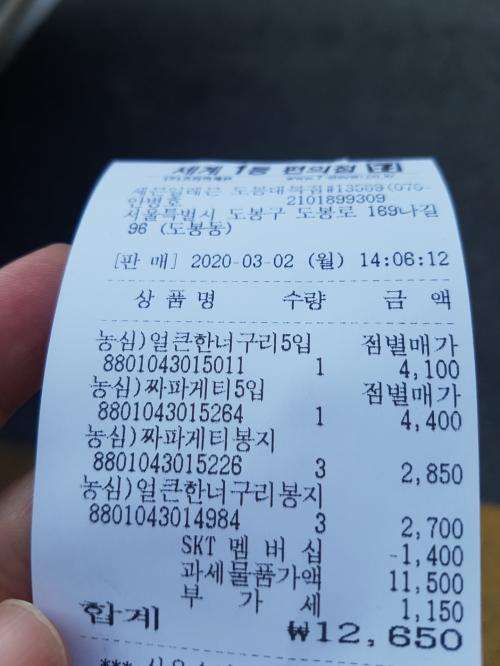 세계 1등 편의점
세븐일레븐 도봉대복점#13569(070-
안병호 2101899309
서울특별시 도봉구 도봉로 169나길
96 (도봉동)
[판 매] 2020-03-02 (월) 14:06:12
상 품 명 수량 금 액
농심)얼큰한너구리5입 점별매가
8801043015011 1 4,100
농심)짜파게티5입 점별매가
8801043015264 1 4,400
농심)짜파게티봉지
8801043015226 3 2,850
농심)얼큰한너구리봉지
8801043014984 3 2,700
SKT 멤 버 십 -1,400
과세물품가액 11,500
부 가 세 1,150
합계 ₩12,650
***